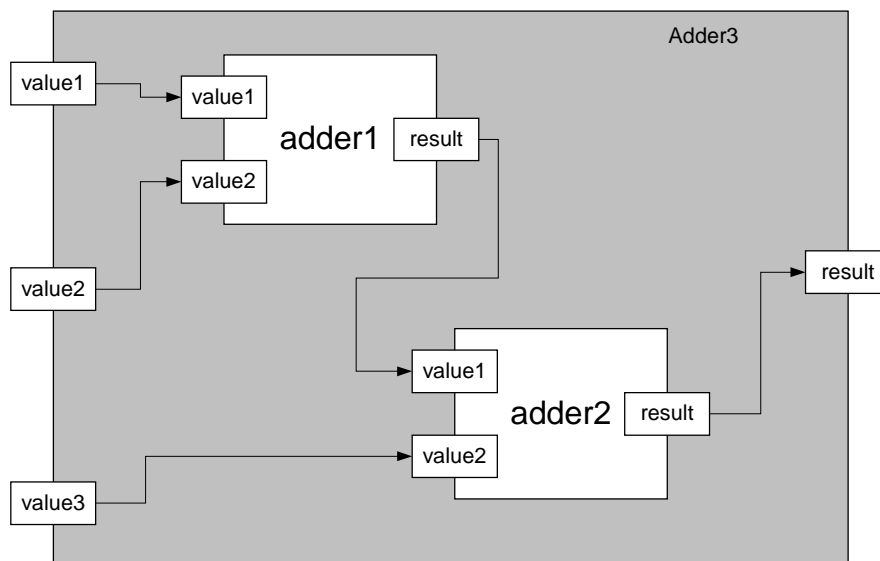 Adder3
value1
value1
adder1
result
value2
value2
result
value1
adder2
result
value2
value3